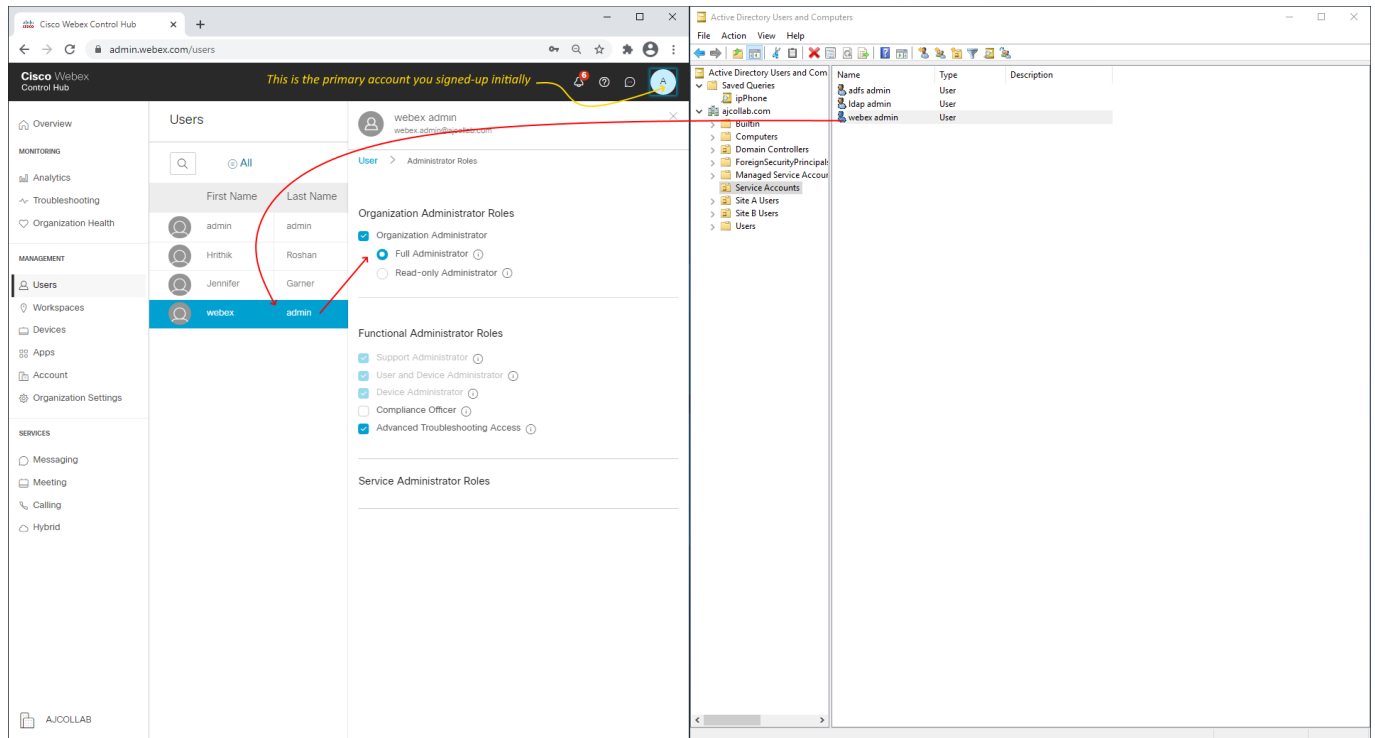 Cisco Webex Control Hub
admin.webex.com/users
Cisco Webex
Control Hub
This is the primary account you signed-up initially
6
A
Overview
MONITORING
Analytics
Troubleshooting
Organization Health
MANAGEMENT
Users
Workspaces
Devices
Apps
Account
Organization Settings
SERVICES
Messaging
Meeting
Calling
Hybrid
AJCOLLAB
Users
All
First Name Last Name
admin admin
Hrithik Roshan
Jennifer Garner
webex admin
webex admin
webex.admin@ajcollab.com
User > Administrator Roles
Organization Administrator Roles
Organization Administrator
Full Administrator
Read-only Administrator
Functional Administrator Roles
Support Administrator
User and Device Administrator
Device Administrator
Compliance Officer
Advanced Troubleshooting Access
Service Administrator Roles
Active Directory Users and Computers
File Action View Help
Active Directory Users and Com
Saved Queries
ipPhone
ajcollab.com
Builtin
Computers
Domain Controllers
ForeignSecurityPrincipals
Managed Service Accour
Service Accounts
Site A Users
Site B Users
Users
Name Type Description
adfs admin User
ldap admin User
webex admin User